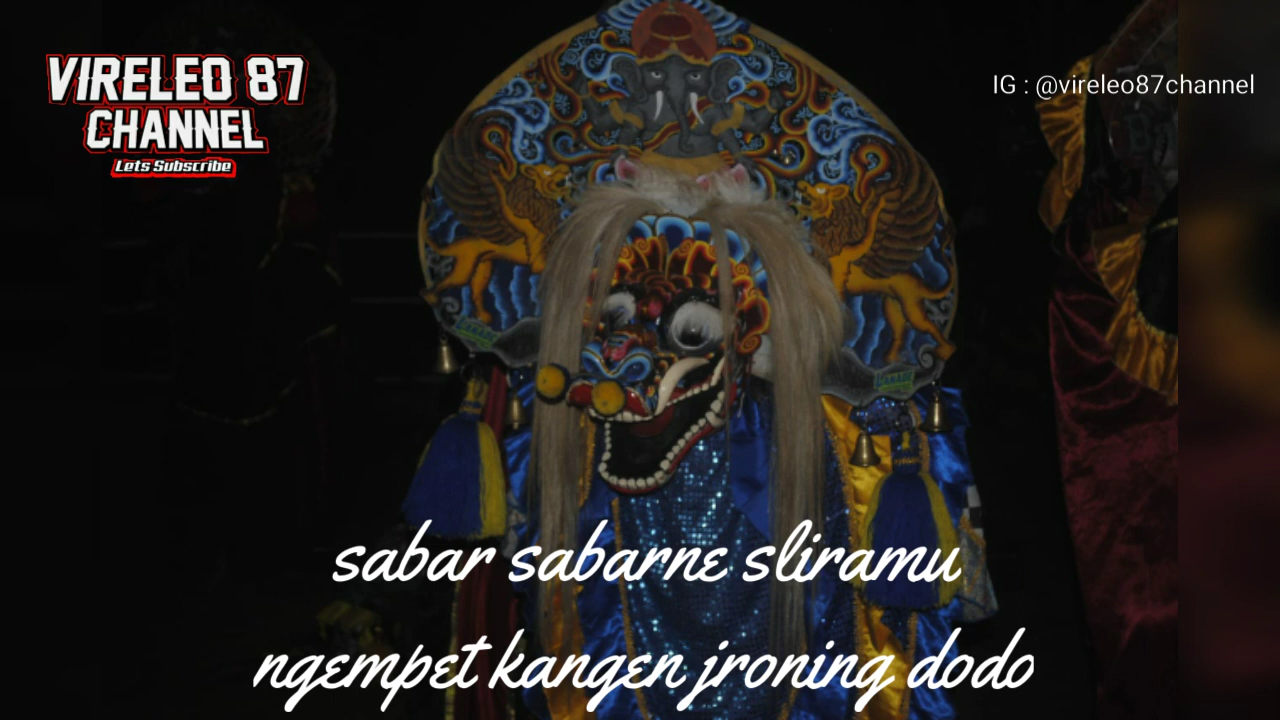 VIRELEO 87
CHANNEL
Lets Subscribe
IG : @vireleo87channel
sabar sabarne sliramu
ngempet kangen jroning dodo